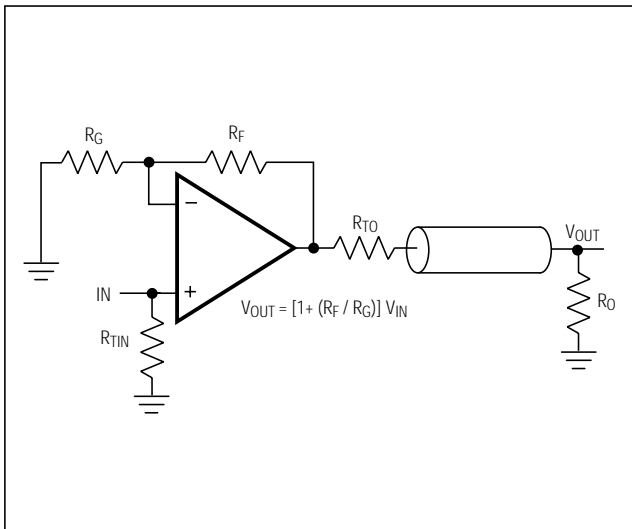 RG
RF
−
RTO
VOUT
IN
+
VOUT = [1+ (RF / RG)] VIN
RO
RTIN